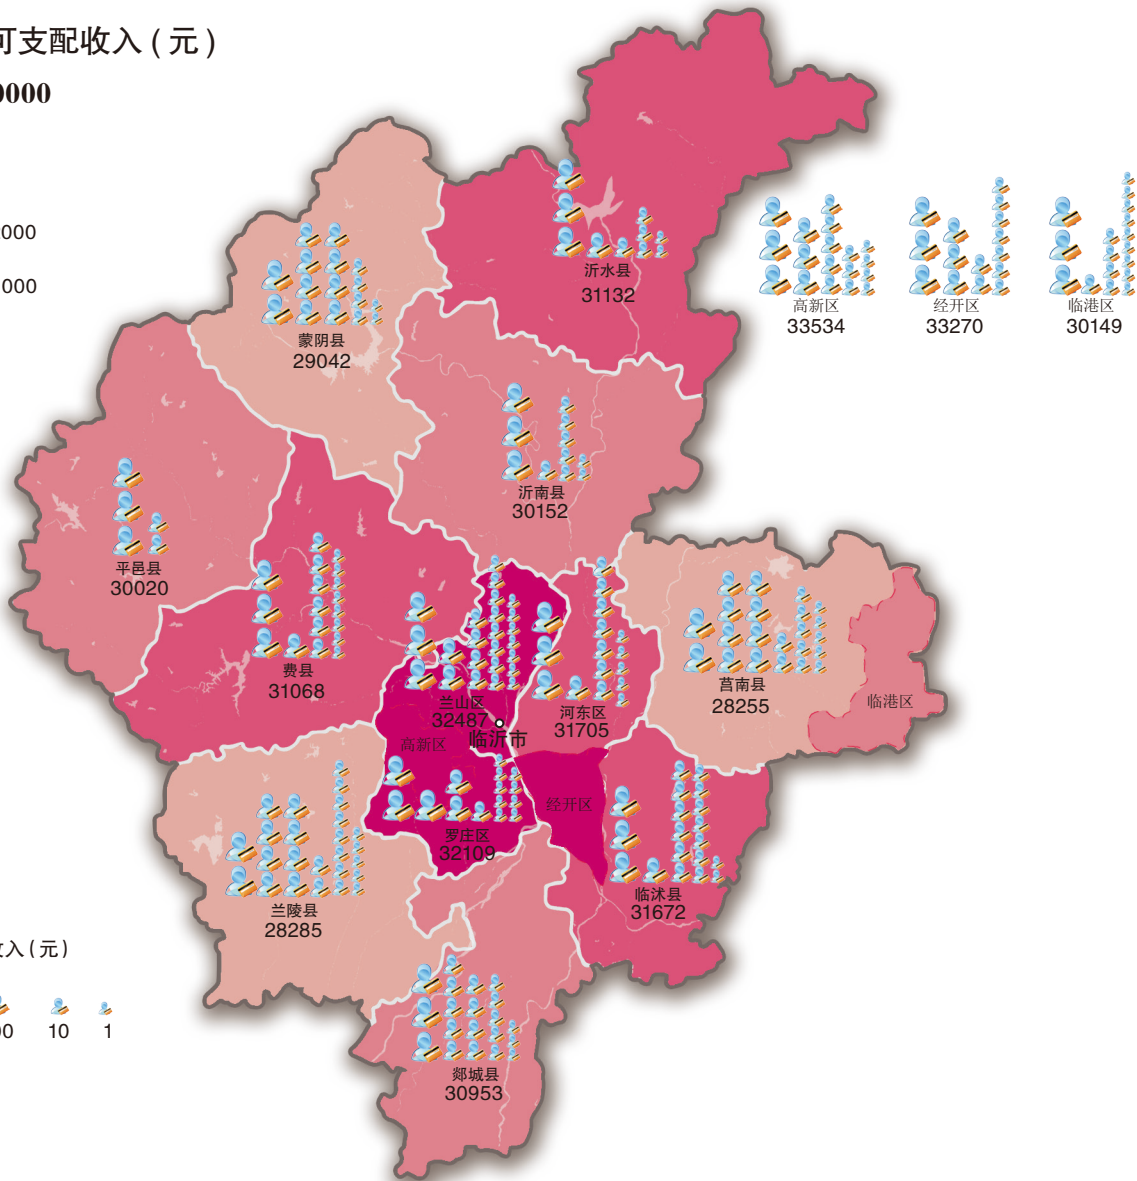 可支配收入(元)
沂水县
31132
高新区
33534
经开区
33270
临港区
30149
蒙阴县
29042
沂南县
30152
平邑县
30020
费县
31068
兰山区
32487
河东区
31705
莒南县
28255
临港区
高新区
临沂市
经开区
罗庄区
32109
临沭县
31672
兰陵县
28285
收入(元)
10
1
郯城县
30953